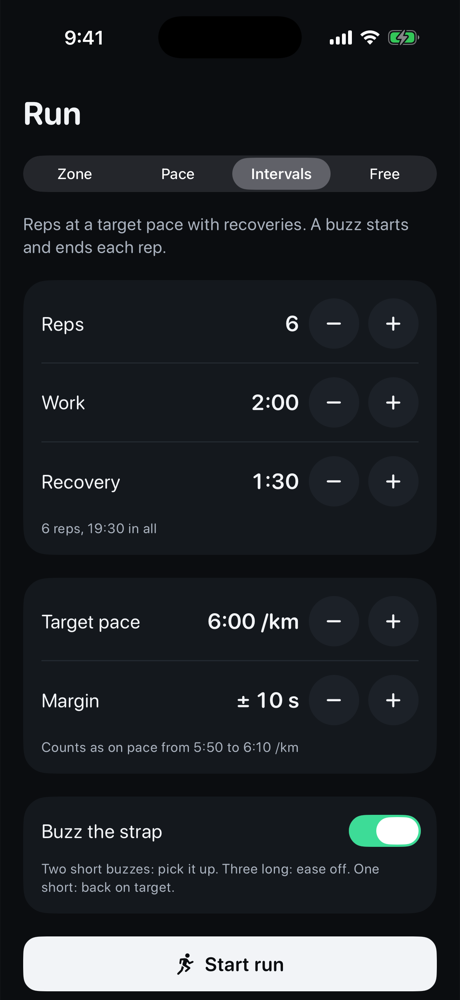 9:41
Run
Zone Pace Intervals Free
Reps at a target pace with recoveries. A buzz starts
and ends each rep.
Reps 6 − +
Work 2:00 − +
Recovery 1:30 − +
6 reps, 19:30 in all
Target pace 6:00 /km − +
Margin ± 10 s − +
Counts as on pace from 5:50 to 6:10 /km
Buzz the strap
Two short buzzes: pick it up. Three long: ease off. One
short: back on target.
Start run